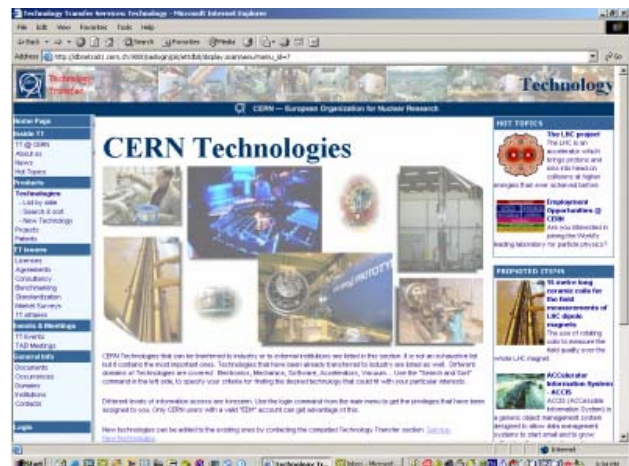 Technology Transfer Services: Technology - Microsoft Internet Explorer
File Edit View Favorites Tools Help
Back Search Favorites Media
Address
Go
Technology
Transfer
Technology
CERN — European Organization for Nuclear Research
Home Page
Inside TT
TT @ CERN
About us
News
Hot Topics
Products
Technologies
- List by date
- Search & sort
- New Technology
Projects
Patents
TT Issues
Licences
Agreements
Consultancy
Benchmarking
Standardization
Market Surveys
TT eNews
Events & Meetings
TT Events
TAB Meetings
General Info
Documents
Occurrences
Domains
Institutions
Contacts
Login
CERN Technologies
PROTOTYP
CERN Technologies that can be tranferred to industry or to external institutions are listed in this section. It is not an exhaustive list
but it contains the most important ones. Technologies that have been already transferred to industry are listed as well. Different
domains of Technologies are covered: Electronics, Mechanics, Software, Accelerators, Vacuum... Use the "Search and Sort"
command in the left side, to specify your criteria for finding the desired technology that could fit with your particular interests.
Different levels of information access are foreseen. Use the login command from the main menu to get the privileges that have been
assigned to you. Only CERN users with a valid "EDH" account can get advantage of this.
New technologies can be added to the existing ones by contacting the competed Technology Transfer section
New Technologies.
HOT TOPICS
The LHC project
The LHC is an
accelerator which
brings protons and
ions into head-on
collisions at higher
energies than ever achieved before.
Employment
Opportunities @
CERN
Are you interested in
joining the World's
leading laboratory for particle physics?
PROMOTED ITEMS
15 metre long
ceramic coils for
the field
measurements of
LHC dipole
magnets
The use of rotating
coils to measure the
field quality over the
whole LHC magnet.
ACCelerator
Information System
- ACCIS
ACCIS (ACCessible
Information System) is
a generic object management system
designed to allow data management
systems to start small and to grow
Internet
Start
Technology Tr...
Inbox - Microsof...